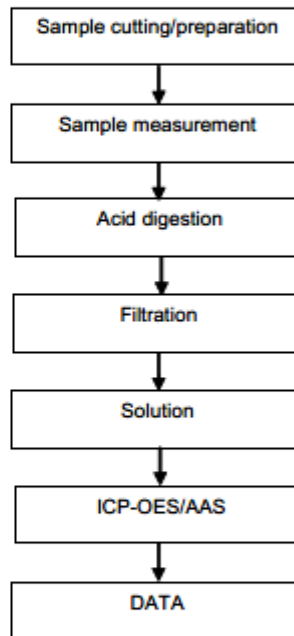 Sample cutting/preparation
Sample measurement
Acid digestion
Filtration
Solution
ICP-OES/AAS
DATA